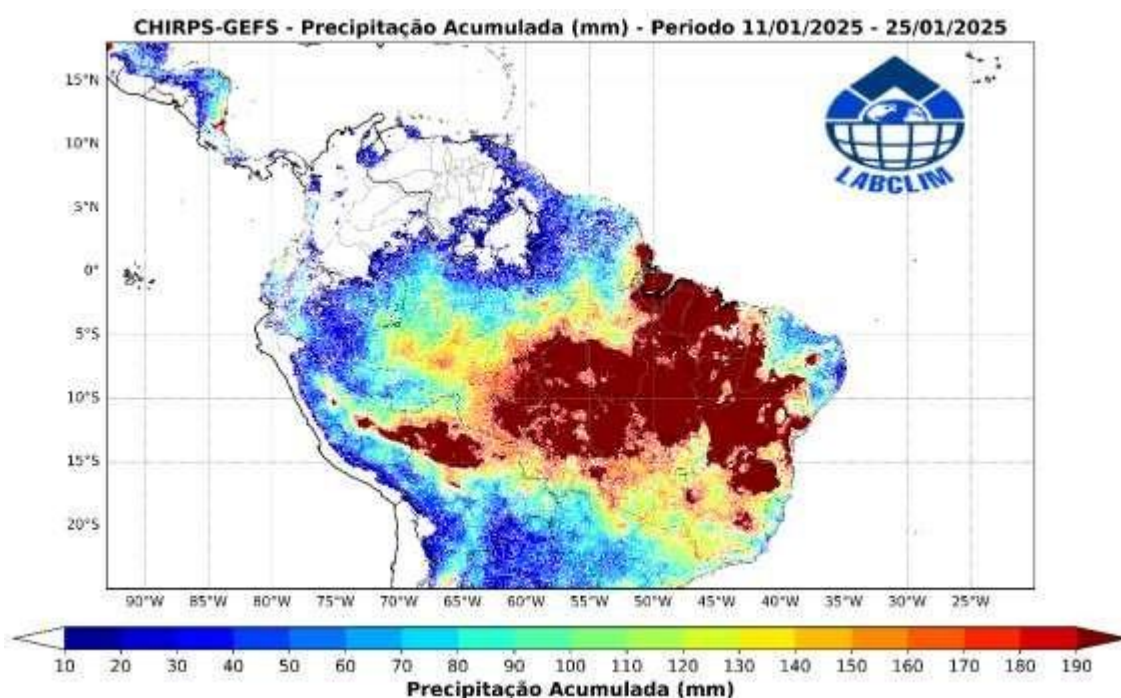 CHIRPS-GEFS - Precipitação Acumulada (mm) - Periodo 11/01/2025 - 25/01/2025
LABCLIM
15°N
10°N
5°N
0°
5°S
10°S
15°S
20°S
90°W 85°W 80°W 75°W 70°W 65°W 60°W 55°W 50°W 45°W 40°W 35°W 30°W 25°W
10 20 30 40 50 60 70 80 90 100 110 120 130 140 150 160 170 180 190
Precipitação Acumulada (mm)